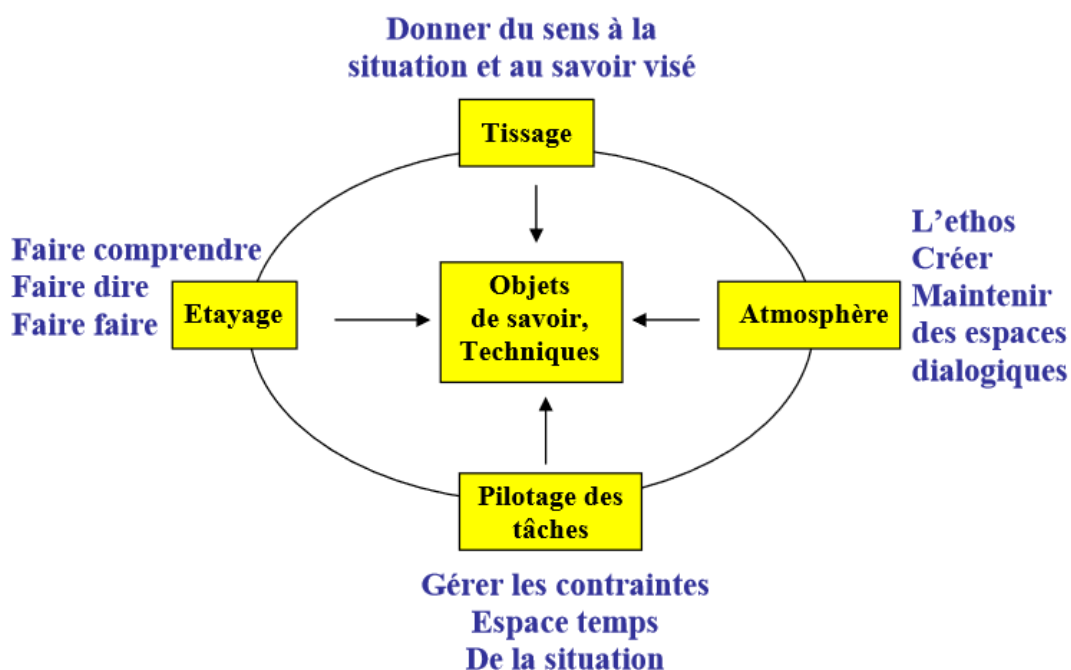 Donner du sens à la
situation et au savoir visé
Tissage
Faire comprendre
Faire dire
Faire faire
Etayage
Objets
de savoir,
Techniques
Atmosphère
L’ethos
Créer
Maintenir
des espaces
dialogiques
Pilotage des
tâches
Gérer les contraintes
Espace temps
De la situation